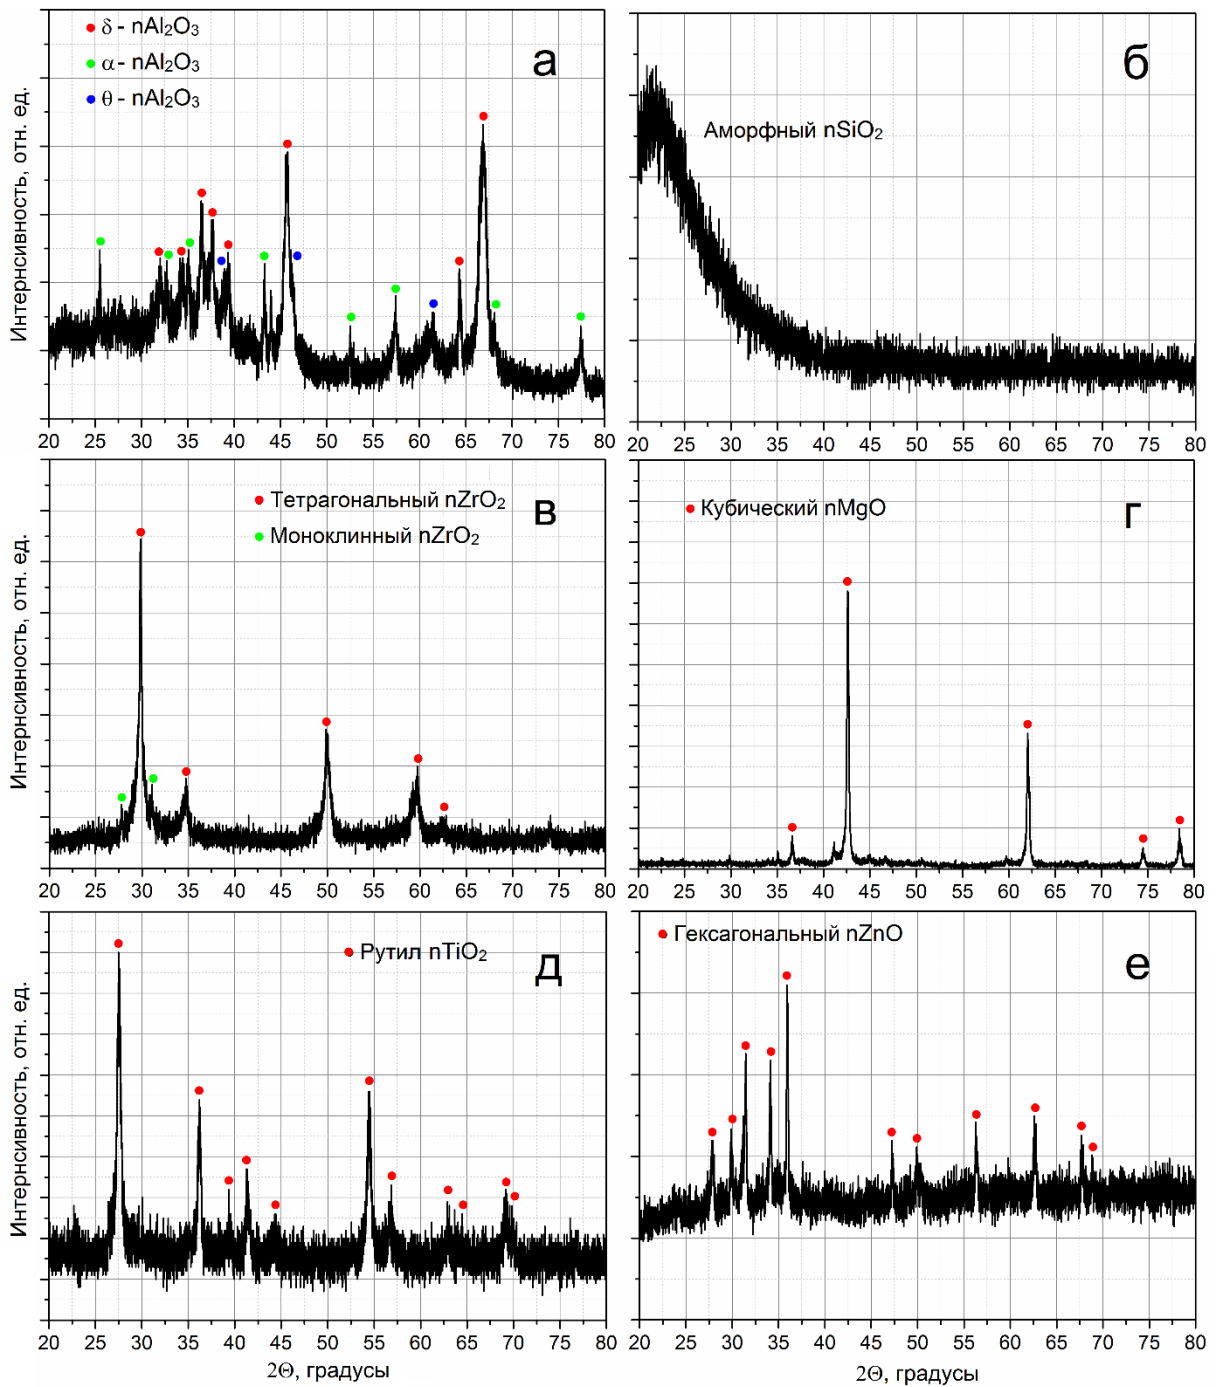 δ - nAl₂O₃
α - nAl₂O₃
θ - nAl₂O₃
а
Интернсивность, отн. ед.
20 25 30 35 40 45 50 55 60 65 70 75 80
б
Аморфный nSiO₂
20 25 30 35 40 45 50 55 60 65 70 75 80
Тетрагональный nZrO₂
Моноклинный nZrO₂
в
Интернсивность, отн. ед.
20 25 30 35 40 45 50 55 60 65 70 75 80
Кубический nMgO
г
20 25 30 35 40 45 50 55 60 65 70 75 80
Рутил nTiO₂
д
Интернсивность, отн. ед.
20 25 30 35 40 45 50 55 60 65 70 75 80
2Θ, градусы
Гексагональный nZnO
е
20 25 30 35 40 45 50 55 60 65 70 75 80
2Θ, градусы